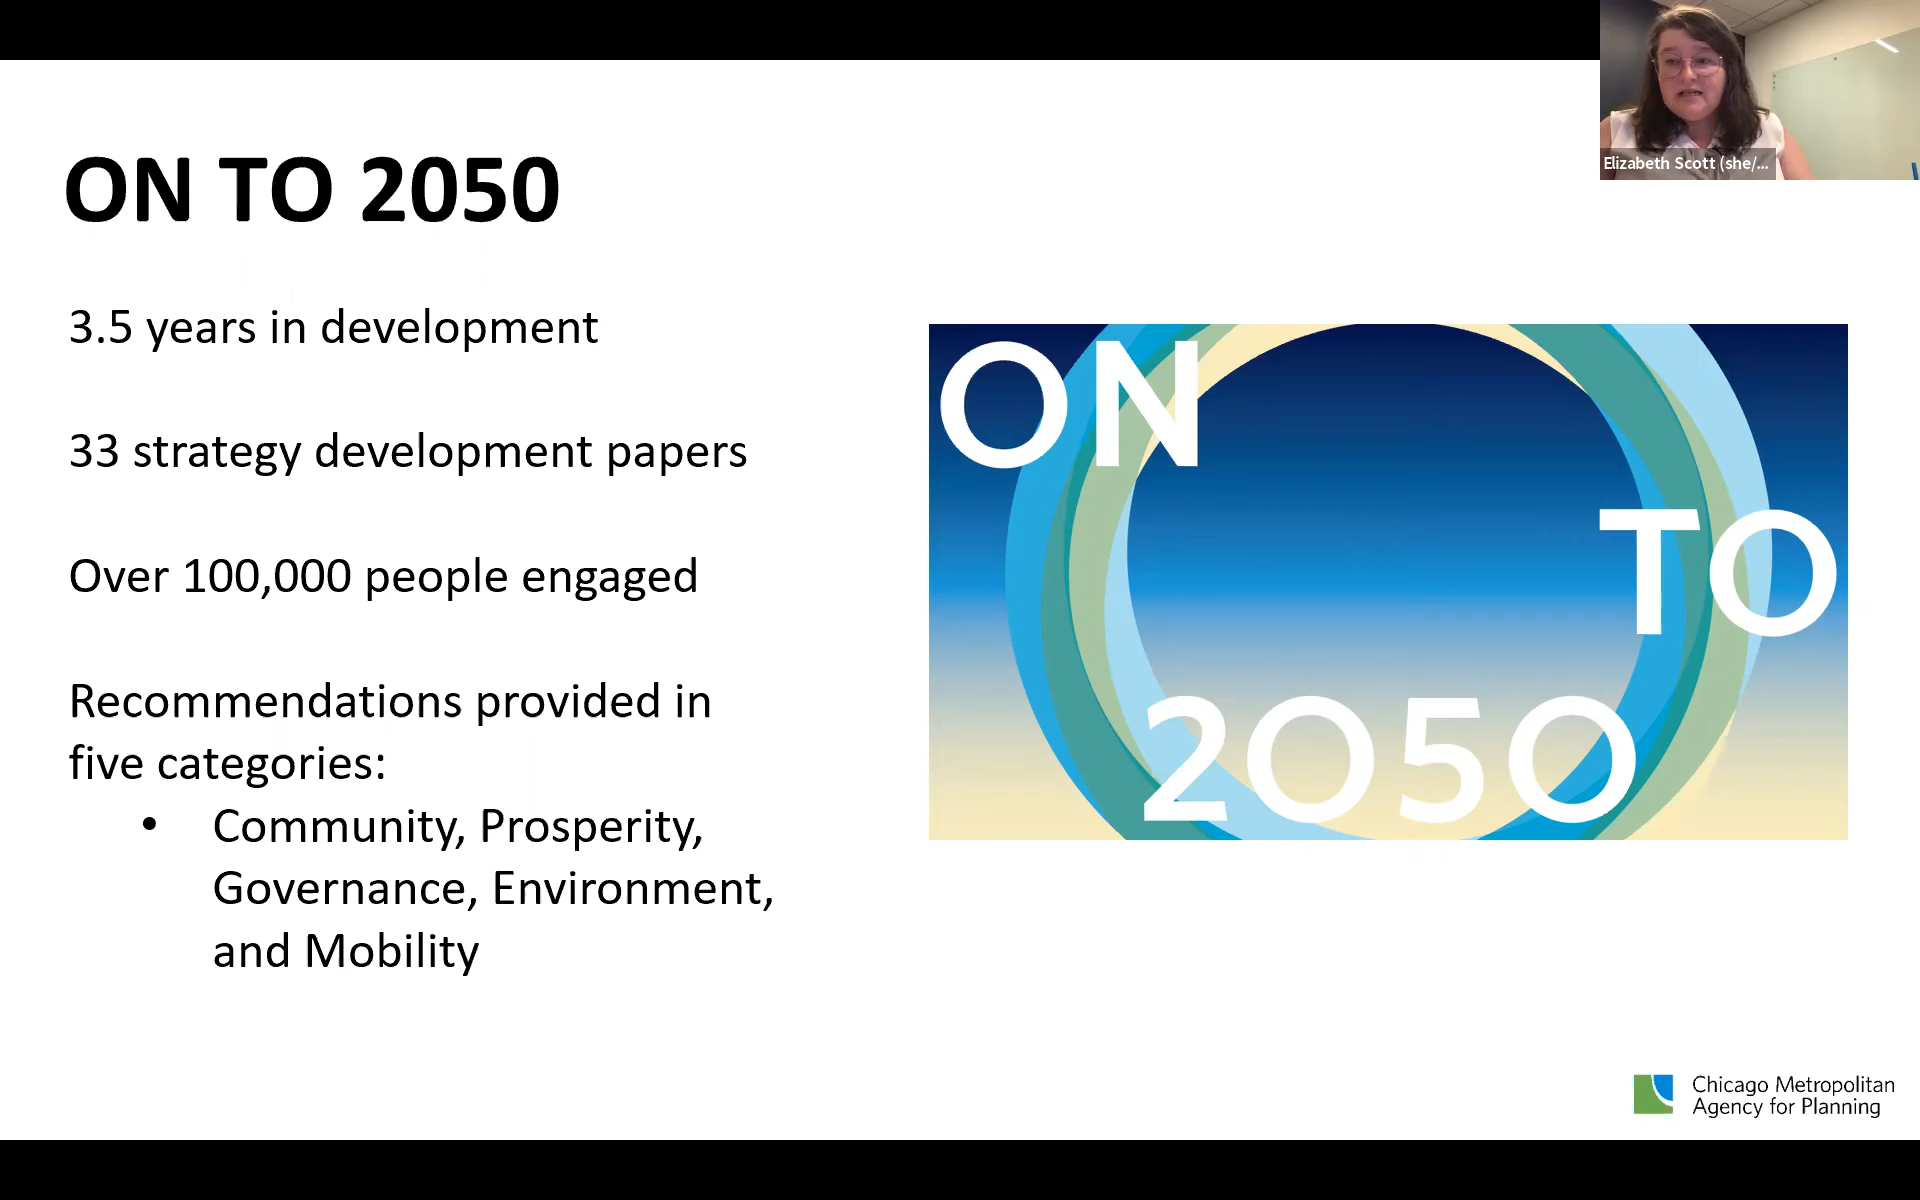 Elizabeth Scott (she/...
ON TO 2050
3.5 years in development
33 strategy development papers
Over 100,000 people engaged
Recommendations provided in
five categories:
• Community, Prosperity,
Governance, Environment,
and Mobility
ON
TO
2050
Chicago Metropolitan
Agency for Planning